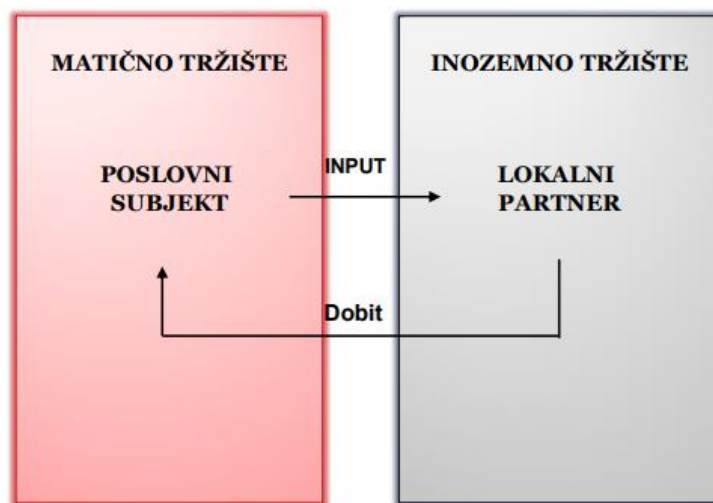 MATIČNO TRŽIŠTE
INOZEMNO TRŽIŠTE
POSLOVNI
SUBJEKT
INPUT
LOKALNI
PARTNER
Dobit